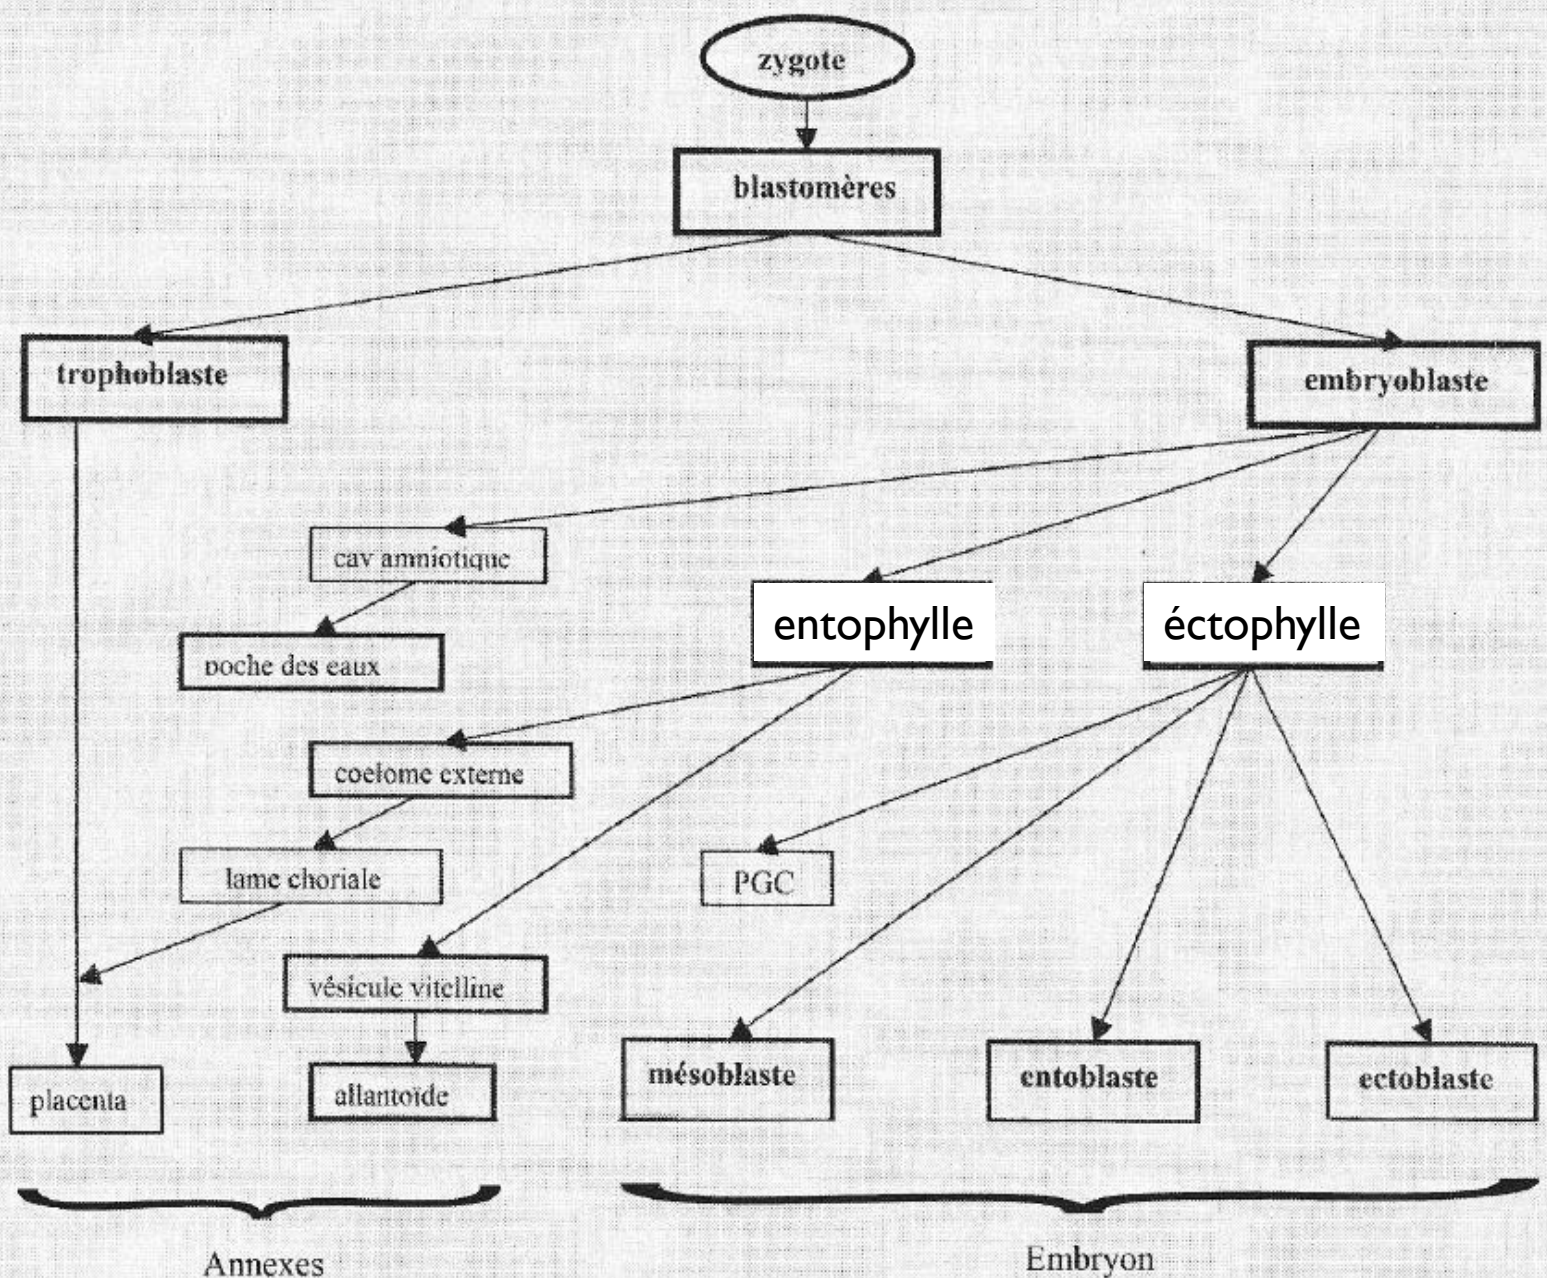 zygote
blastomères
trophoblaste
embryoblaste
cav amniotique
entophylle
éctophylle
poche des eaux
coelome externe
lame choriale
PGC
vésicule vitelline
mésoblaste
entoblaste
ectoblaste
placenta
allantoïde
Annexes
Embryon